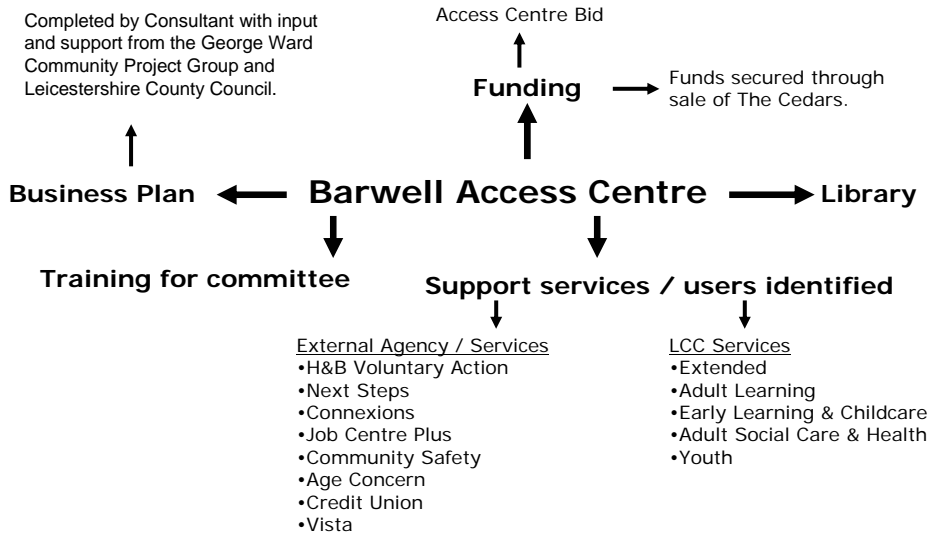 Completed by Consultant with input
and support from the George Ward
Community Project Group and
Leicestershire County Council.
Access Centre Bid
Funding
Funds secured through
sale of The Cedars.
Business Plan
Barwell Access Centre
Library
Training for committee
Support services / users identified
External Agency / Services
•H&B Voluntary Action
•Next Steps
•Connexions
•Job Centre Plus
•Community Safety
•Age Concern
•Credit Union
•Vista
LCC Services
•Extended
•Adult Learning
•Early Learning & Childcare
•Adult Social Care & Health
•Youth